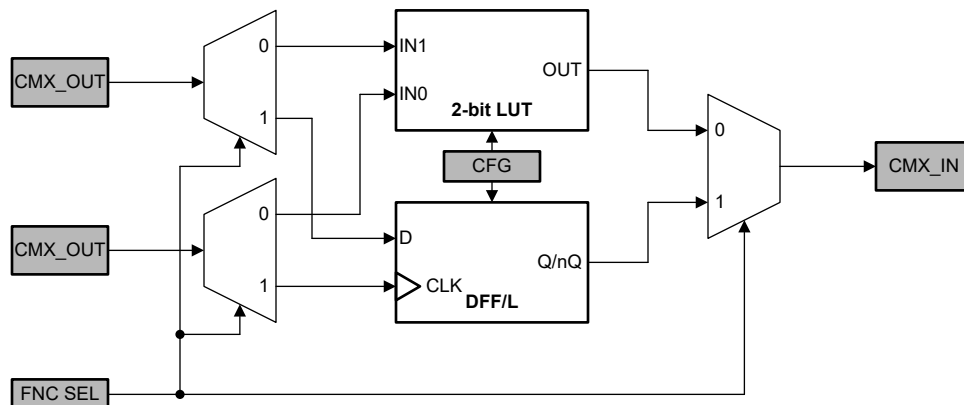 0
IN1
CMX_OUT
OUT
IN0
1
2-bit LUT
0
CFG
CMX_IN
0
1
D
CMX_OUT
Q/nQ
1
CLK
DFF/L
FNC SEL